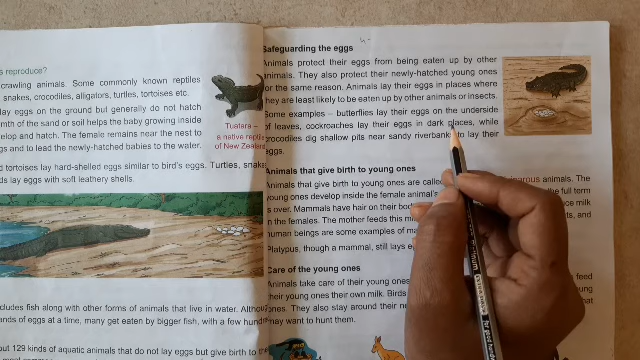 s reproduce?
crawling animals. Some commonly known reptiles
snakes, crocodiles, alligators, turtles, tortoises etc.
lay eggs on the ground but generally do not hatch
mth of the sand or soil helps the baby growing inside
elop and hatch. The female remains near the nest to
gs and to lead the newly-hatched babies to the water.
d tortoises lay hard-shelled eggs similar to bird's eggs. Turtles, snake
ds lay eggs with soft leathery shells.
Tuatara –
a native reptile
of New Zealand
cludes fish along with other forms of animals that live in water. Althou
ands of eggs at a time, many get eaten by bigger fish, with a few hund
out 129 kinds of aquatic animals that do not lay eggs but give birth to
Safeguarding the eggs
Animals protect their eggs from being eaten up by other
animals. They also protect their newly-hatched young ones
for the same reason. Animals lay their eggs in places where
they are least likely to be eaten up by other animals or insects.
Some examples – butterflies lay their eggs on the underside
of leaves, cockroaches lay their eggs in dark places, while
crocodiles dig shallow pits near sandy riverbanks to lay their
eggs.
Animals that give birth to young ones
Animals that give birth to young ones are called
young ones develop inside the female animal's
the full term
is over. Mammals have hair on their
in the females. The mother feeds this
human beings are some examples of
Platypus, though a mammal, still lays
Care of the young ones
Animals take care of their young ones
feed
their young ones their own milk. Birds
ones. They also stay around their
may want to hunt them.